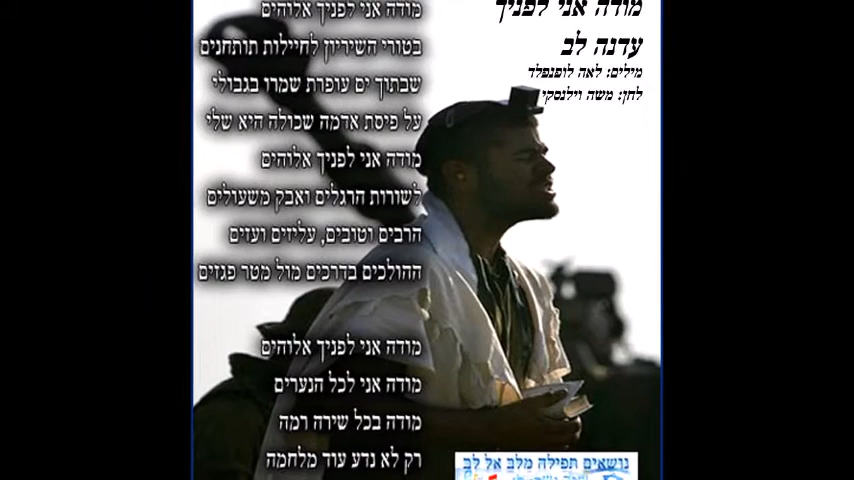 מודה אני לפניך
עדנה לב
מילים: לאה לופנפלד
לחן: משה וילנסקי
מודה אני לפניך אלוהים
בטורי השיריון לחיילות תותחנים
שבתוך ים עופרת שמרו בגבולי
על פיסת אדמה שכולה היא שלי
מודה אני לפניך אלוהים
לשורות הרגלים ואבק משעולים
הרבים וטובים, עליזים ועזים
ההולכים בדרכים מול מטר פגזים
מודה אני לפניך אלוהים
מודה אני לכל הנערים
מודה בכל שירה רמה
רק לא נדע עוד מלחמה
נושאים תפילה מלב אל לב